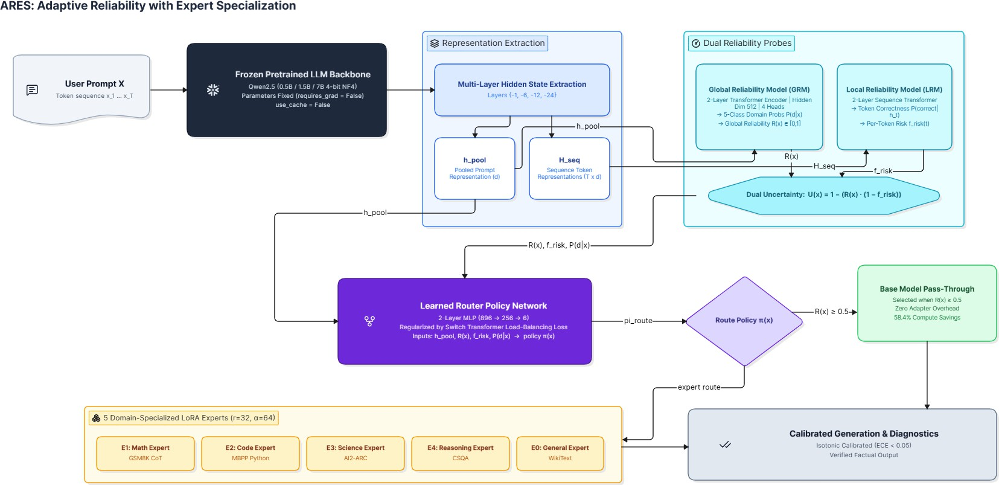 ARES: Adaptive Reliability with Expert Specialization
User Prompt X
Token sequence x_1 ... x_T
Frozen Pretrained LLM Backbone
Qwen2.5 (0.5B / 1.5B / 7B 4-bit NF4)
Parameters Fixed (requires_grad = False)
use_cache = False
Representation Extraction
Multi-Layer Hidden State Extraction
Layers {-1, -6, -12, -24}
h_pool
h_pool
Pooled Prompt
Representation (d)
H_seq
Sequence Token
Representations (T x d)
h_pool
Dual Reliability Probes
Global Reliability Model (GRM)
2-Layer Transformer Encoder | Hidden
Dim 512 | 4 Heads
→ 5-Class Domain Probs P(d|x)
→ Global Reliability R(x) ∈ [0,1]
Local Reliability Model (LRM)
2-Layer Sequence Transformer
→ Token Correctness P(correct|
h_t)
→ Per-Token Risk f_risk(t)
R(x)
H_seq
f_risk
Dual Uncertainty: U(x) = 1 − (R(x) · (1 − f_risk))
R(x), f_risk, P(d|x)
Learned Router Policy Network
2-Layer MLP (896 → 256 → 6)
Regularized by Switch Transformer Load-Balancing Loss
Inputs: h_pool, R(x), f_risk, P(d|x) → policy π(x)
pi_route
Route Policy π(x)
R(x) ≥ 0.5
Base Model Pass-Through
Selected when R(x) ≥ 0.5
Zero Adapter Overhead
58.4% Compute Savings
expert route
5 Domain-Specialized LoRA Experts (r=32, α=64)
E1: Math Expert
GSM8K CoT
E2: Code Expert
MBPP Python
E3: Science Expert
AI2-ARC
E4: Reasoning Expert
CSQA
E0: General Expert
WikiText
Calibrated Generation & Diagnostics
Isotonic Calibrated (ECE < 0.05)
Verified Factual Output